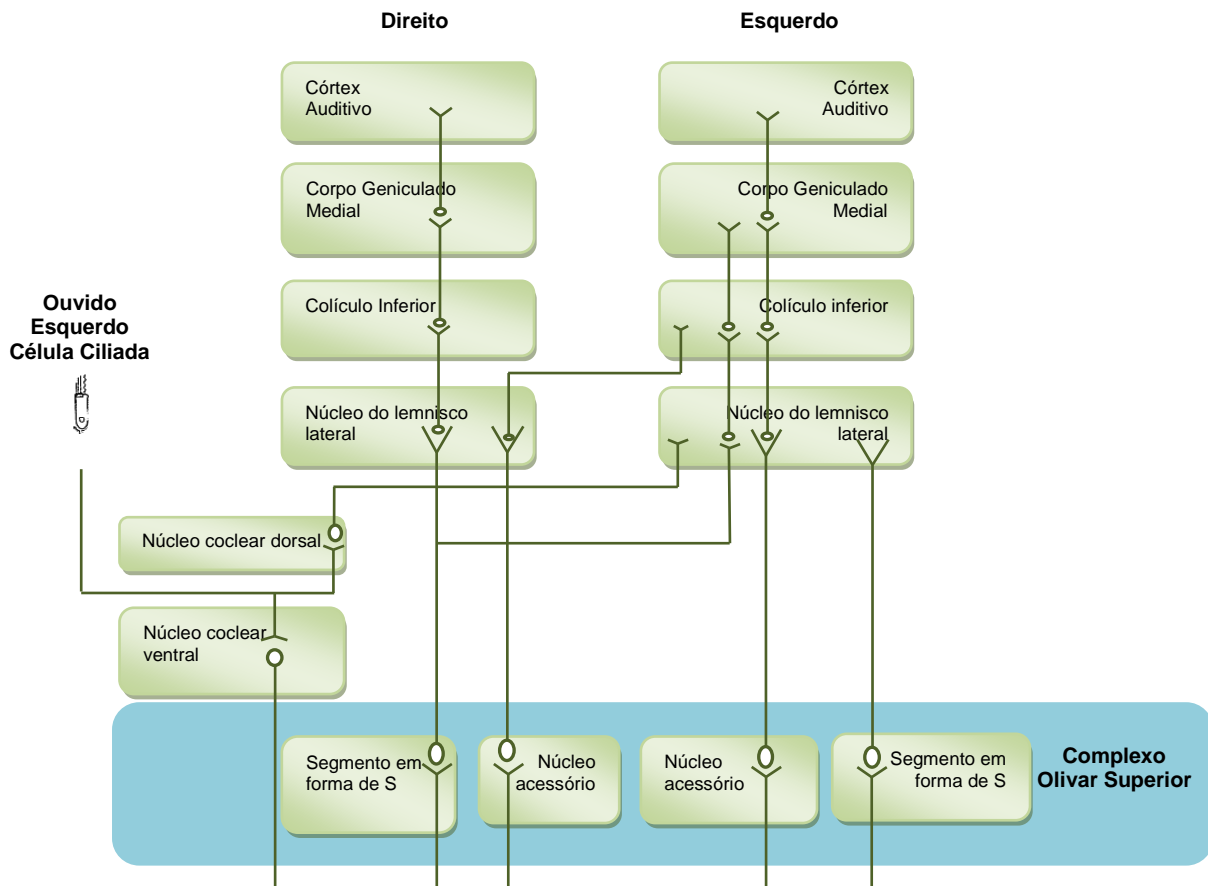 Direito
Esquerdo
Córtex
Auditivo
Córtex
Auditivo
Corpo Geniculado
Medial
Corpo Geniculado
Medial
Ouvido
Esquerdo
Célula Ciliada
Colículo Inferior
Colículo inferior
Núcleo do lemnisco
lateral
Núcleo do lemnisco
lateral
Núcleo coclear dorsal
Núcleo coclear
ventral
Segmento em
forma de S
Núcleo
acessório
Núcleo
acessório
Segmento em
forma de S
Complexo
Olivar Superior